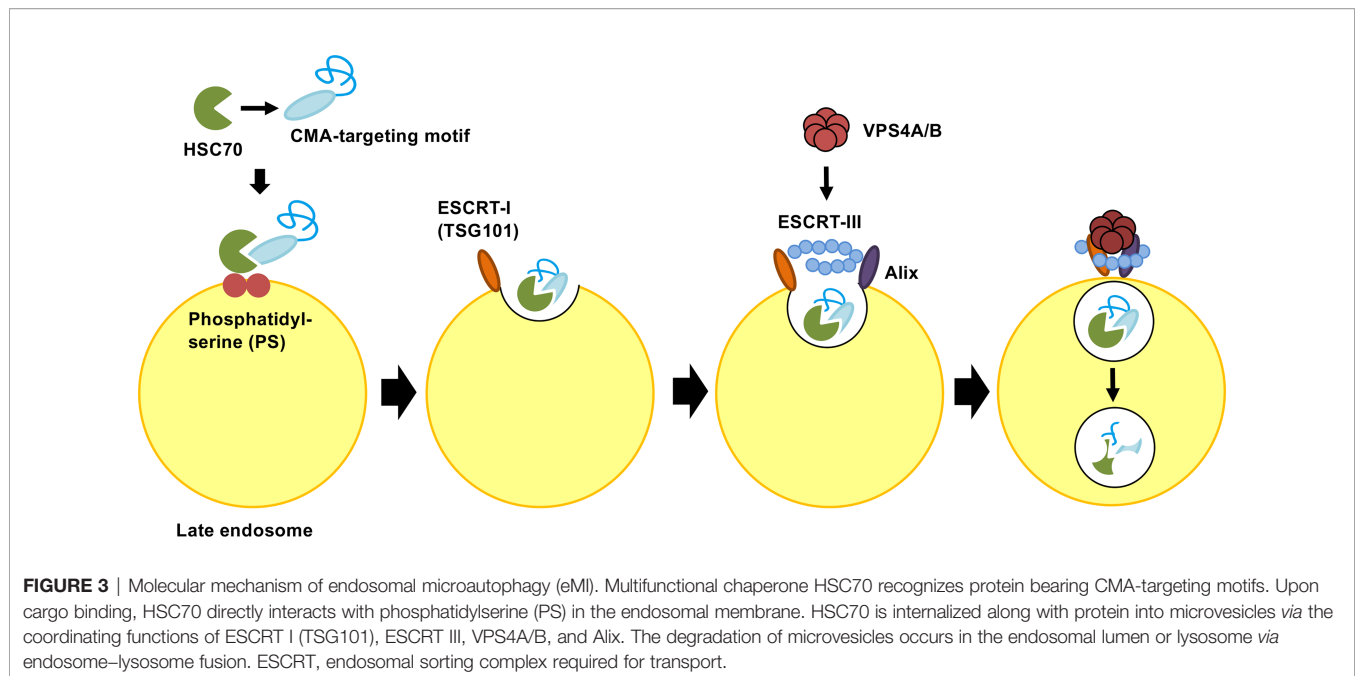 HSC70
CMA-targeting motif
Phosphatidyl-
serine (PS)
Late endosome
ESCRT-I
(TSG101)
VPS4A/B
ESCRT-III
Alix
FIGURE 3 | Molecular mechanism of endosomal microautophagy (eMI). Multifunctional chaperone HSC70 recognizes protein bearing CMA-targeting motifs. Upon
cargo binding, HSC70 directly interacts with phosphatidylserine (PS) in the endosomal membrane. HSC70 is internalized along with protein into microvesicles via the
coordinating functions of ESCRT I (TSG101), ESCRT III, VPS4A/B, and Alix. The degradation of microvesicles occurs in the endosomal lumen or lysosome via
endosome–lysosome fusion. ESCRT, endosomal sorting complex required for transport.